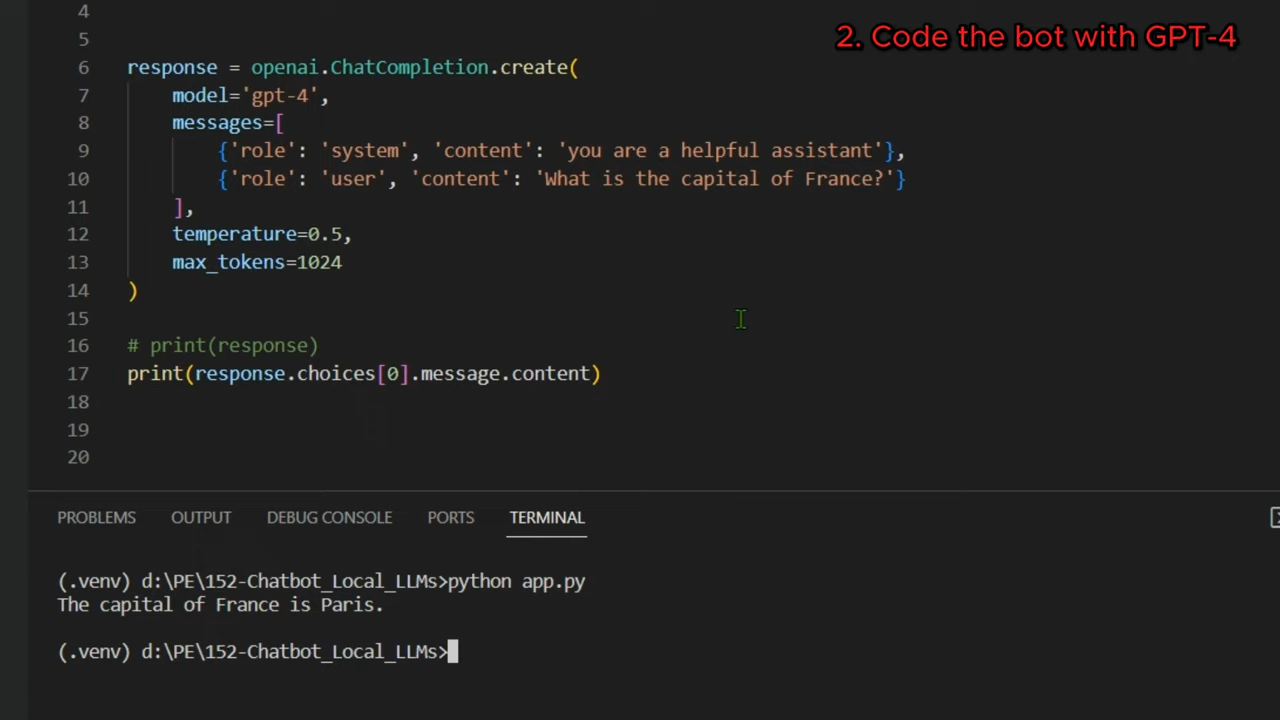 2. Code the bot with GPT-4
4
5
6 response = openai.ChatCompletion.create(
7     model='gpt-4',
8     messages=[
9         {'role': 'system', 'content': 'you are a helpful assistant'},
10         {'role': 'user', 'content': 'What is the capital of France?'}
11     ],
12     temperature=0.5,
13     max_tokens=1024
14 )
15
16 # print(response)
17 print(response.choices[0].message.content)
18
19
20
PROBLEMS OUTPUT DEBUG CONSOLE PORTS TERMINAL
(.venv) d:\PE\152-Chatbot_Local_LLMs>python app.py
The capital of France is Paris.
(.venv) d:\PE\152-Chatbot_Local_LLMs>